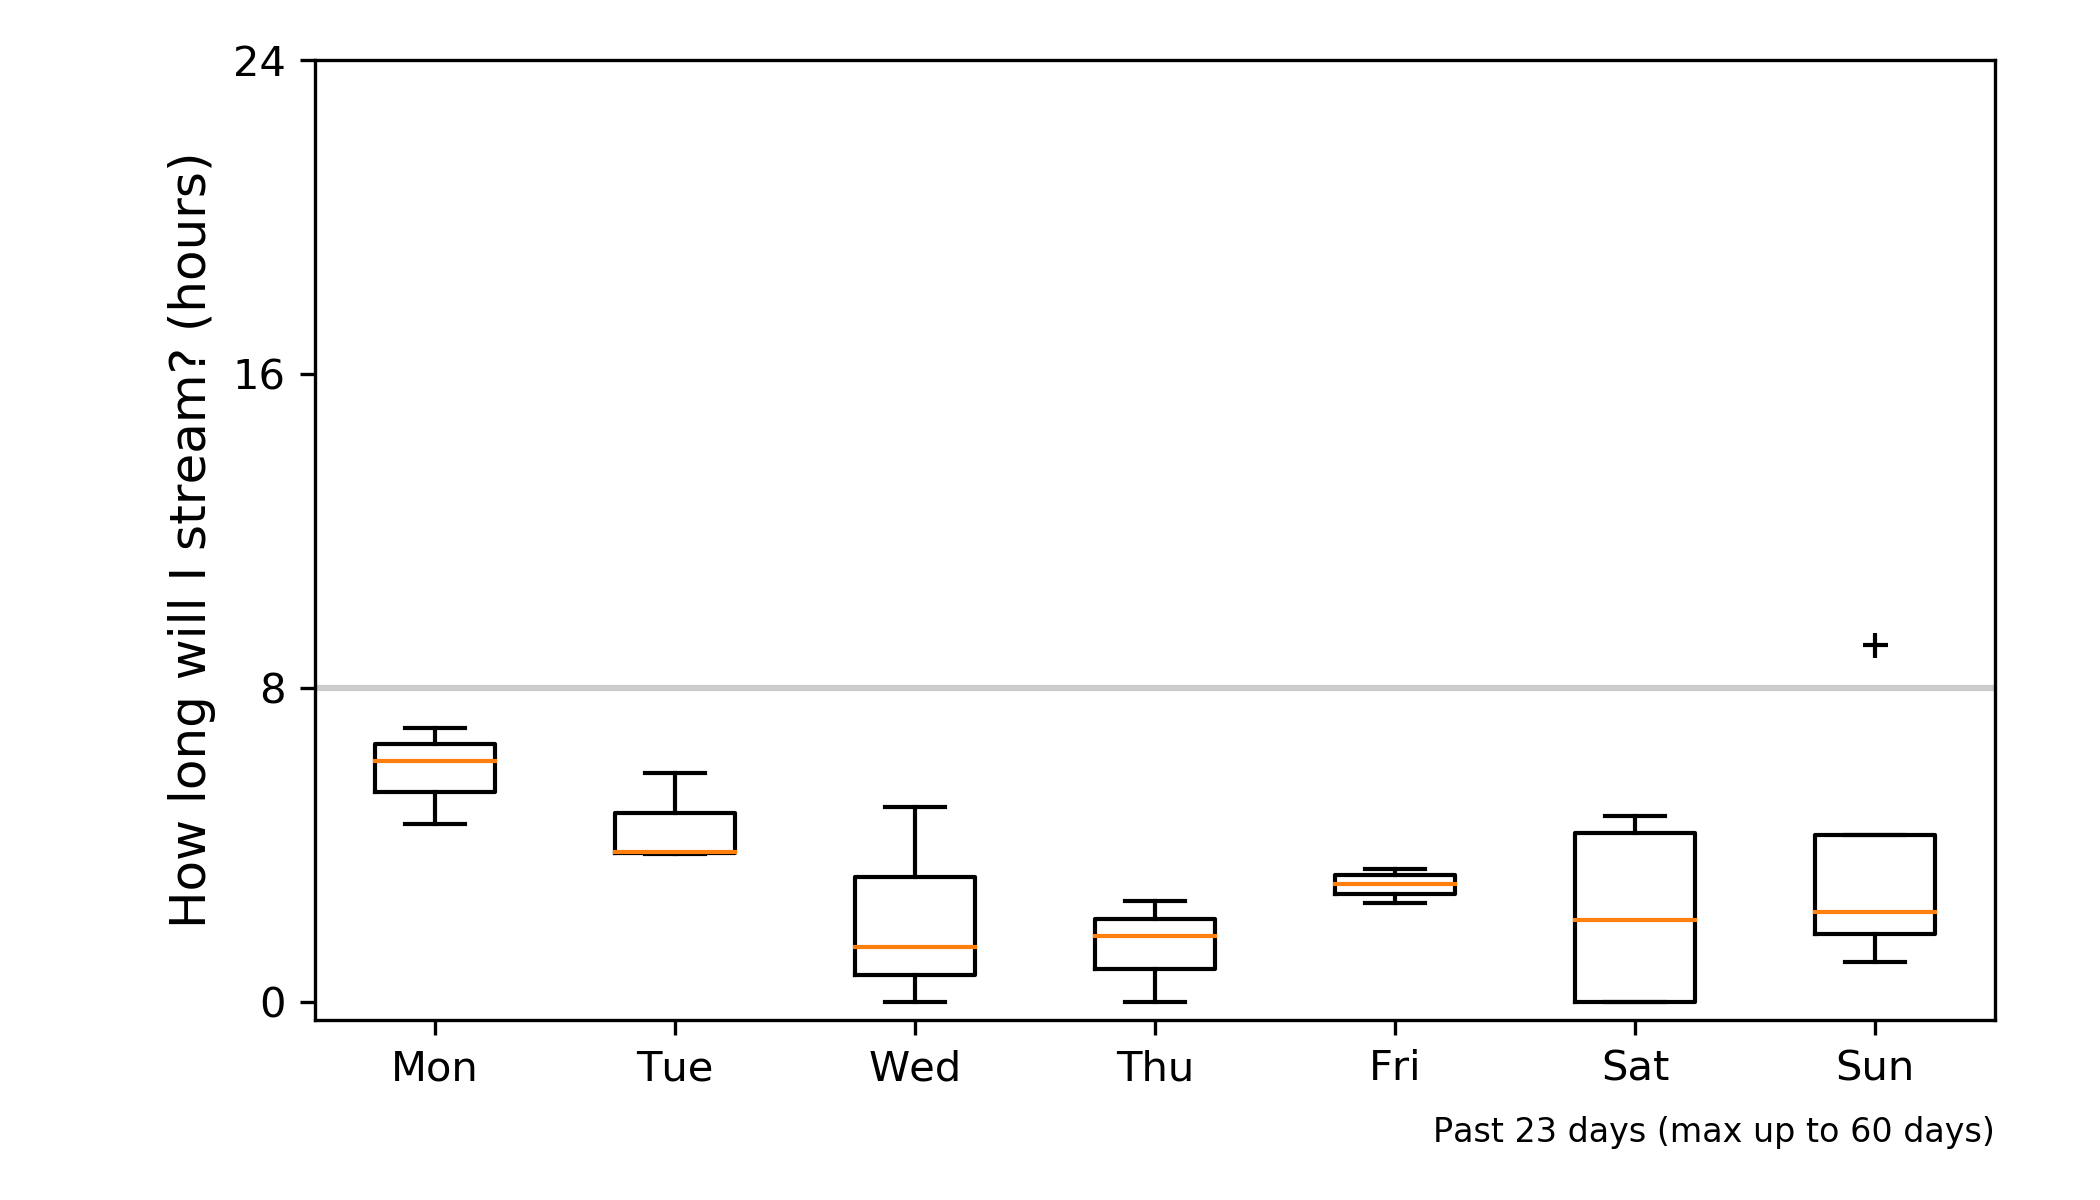 24
16
8
0
How long will I stream? (hours)
Mon Tue Wed Thu Fri Sat Sun
Past 23 days (max up to 60 days)